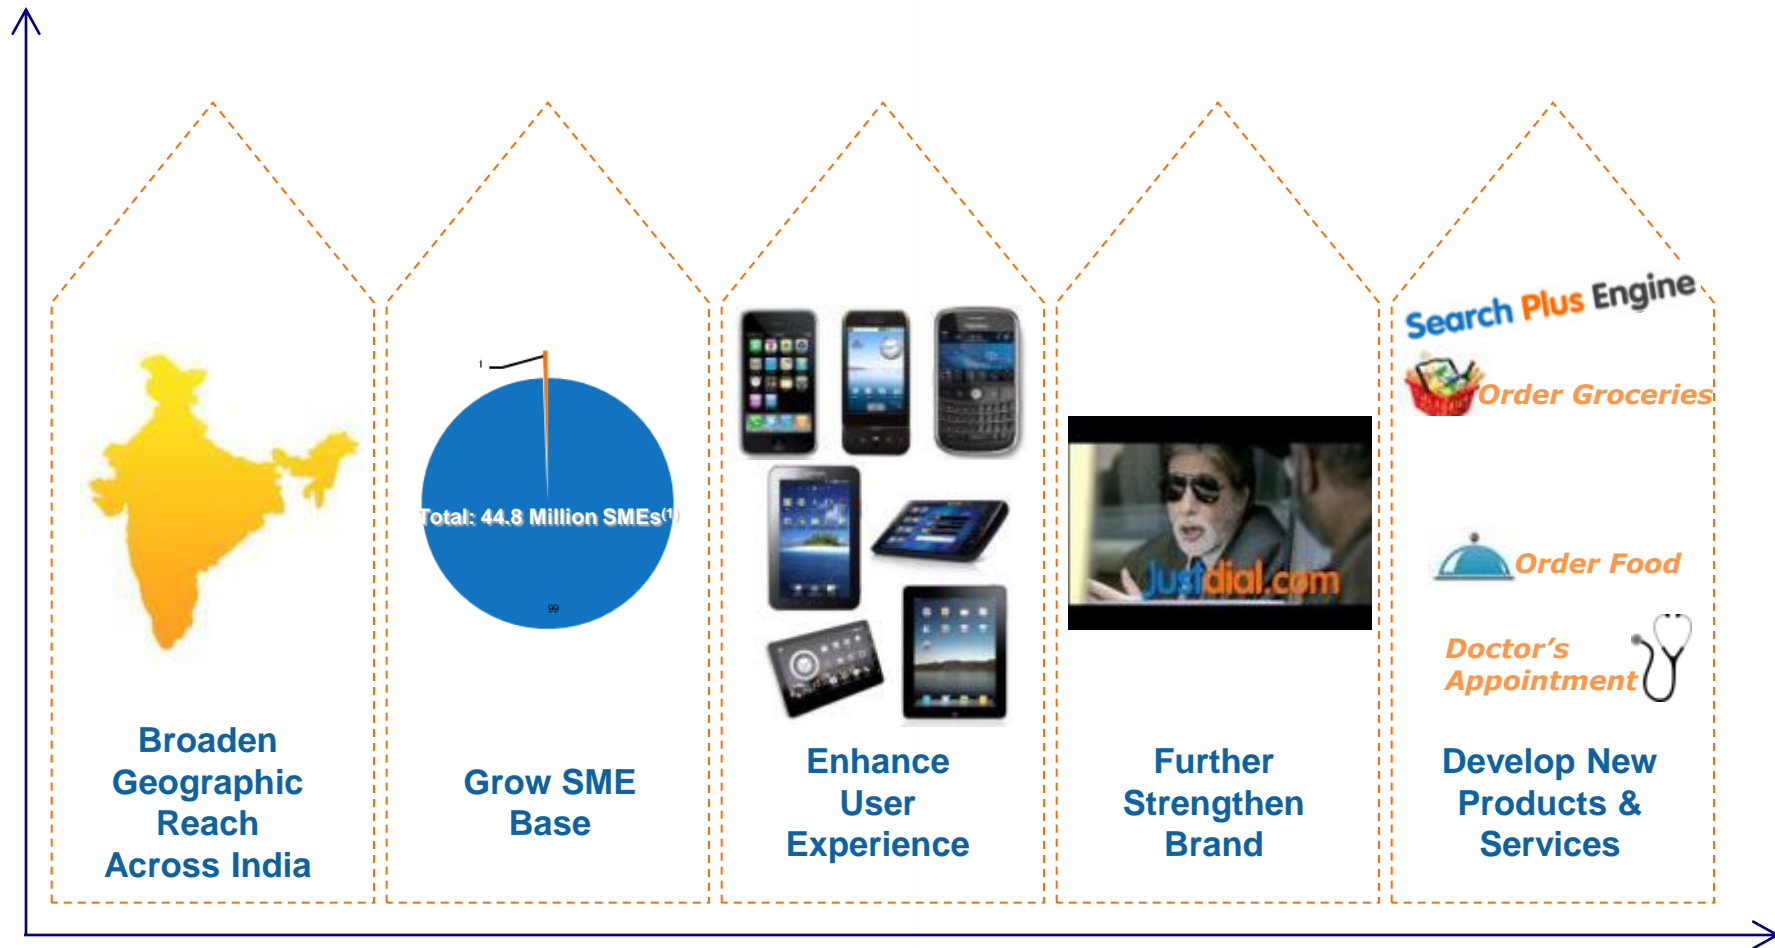 Broaden
Geographic
Reach
Across India
1
Total: 44.8 Million SMEs(1)
99
Grow SME
Base
Enhance
User
Experience
Justdial.com
Further
Strengthen
Brand
Search Plus Engine
Order Groceries
Order Food
Doctor's
Appointment
Develop New
Products &
Services